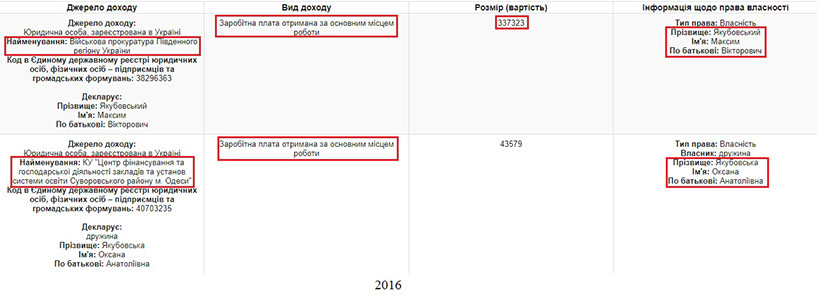 Джерело доходу Вид доходу Розмір (вартість) Інформація щодо права власності
Джерело доходу:
Юридична особа, зареєстрована в Україні
Найменування: Військова прокуратура Південного
регіону України
Код в Єдиному державному реєстрі юридичних
осіб, фізичних осіб – підприємців та
громадських формувань: 38296363
Декларує:
Прізвище: Якубовський
Ім'я: Максим
По батькові: Вікторович
Заробітна плата отримана за основним місцем
роботи
337323
Тип права: Власність
Прізвище: Якубовський
Ім'я: Максим
По батькові: Вікторович
Джерело доходу:
Юридична особа, зареєстрована в Україні
Найменування: КУ "Центр фінансування та
господарської діяльності закладів та установ
системи освіти Суворовського району м. Одеси"
Код в Єдиному державному реєстрі юридичних
осіб, фізичних осіб – підприємців та
громадських формувань: 40703235
Декларує:
дружина
Прізвище: Якубовська
Ім'я: Оксана
По батькові: Анатоліївна
Заробітна плата отримана за основним місцем
роботи
43579
Тип права: Власність
Власник: дружина
Прізвище: Якубовська
Ім'я: Оксана
По батькові: Анатоліївна
2016